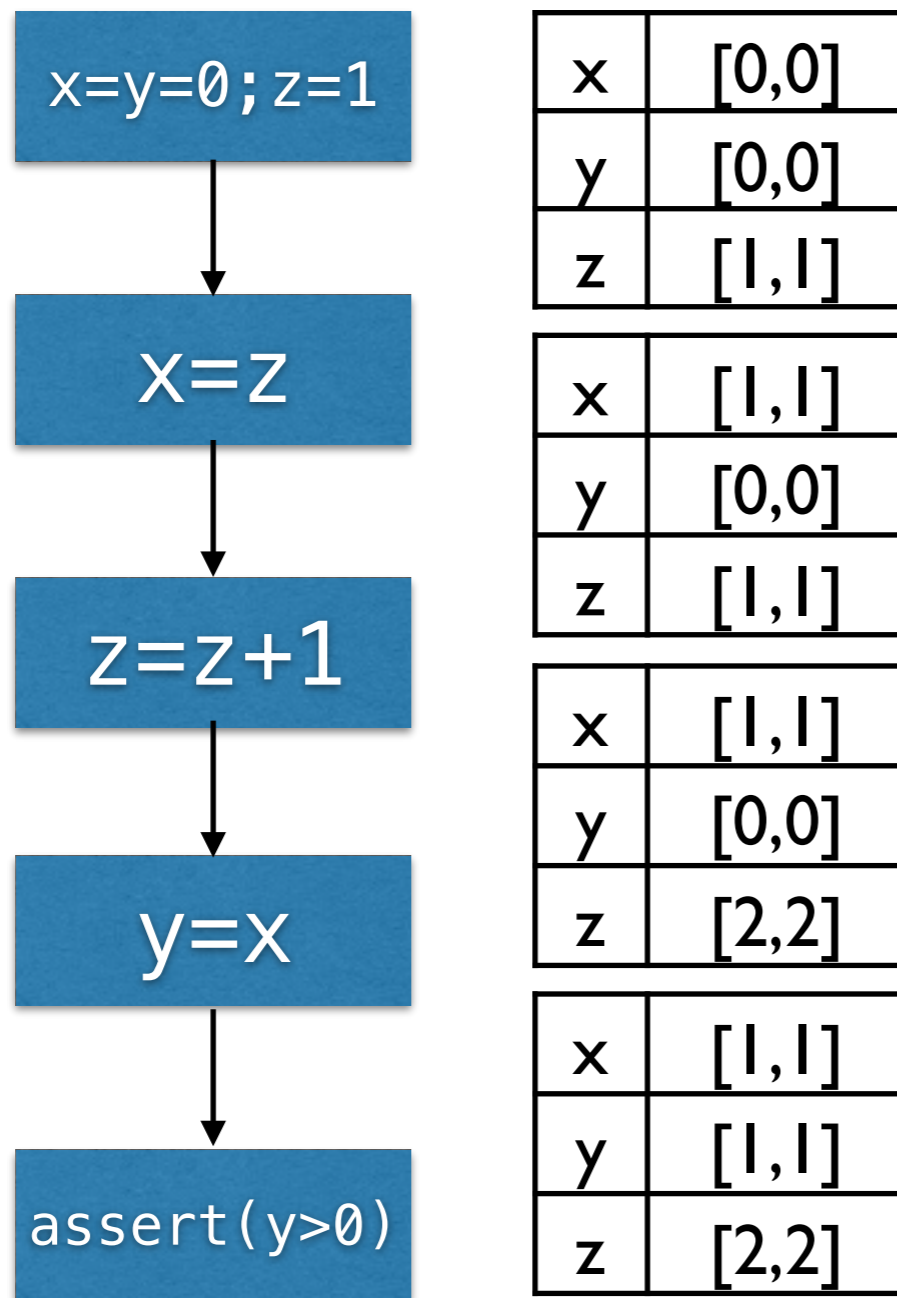 x=y=0;z=1
x=z
z=z+1
y=x
assert(y>0)
x [0,0]
y [0,0]
z [1,1]
x [1,1]
y [0,0]
z [1,1]
x [1,1]
y [0,0]
z [2,2]
x [1,1]
y [1,1]
z [2,2]